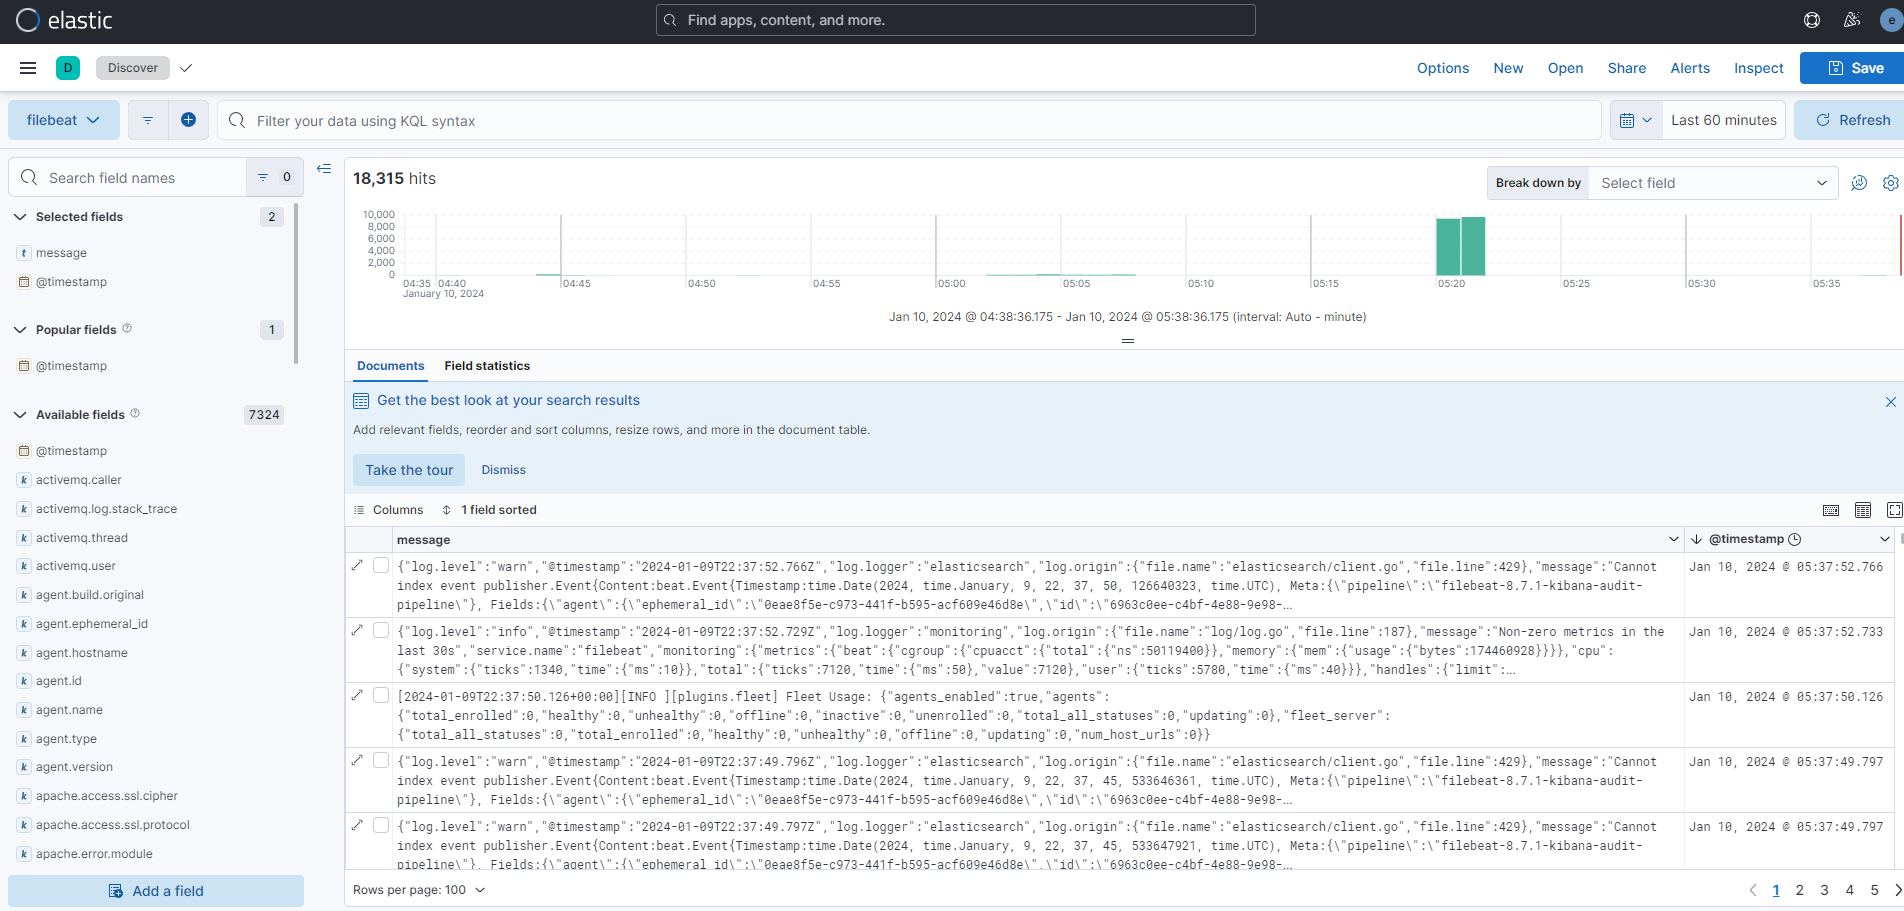 elastic
Find apps, content, and more.
e
D
Discover
Options
New
Open
Share
Alerts
Inspect
Save
filebeat
Filter your data using KQL syntax
Last 60 minutes
Refresh
Search field names
0
Selected fields
2
t message
@timestamp
Popular fields
1
@timestamp
Available fields
7324
@timestamp
k activemq.caller
k activemq.log.stack_trace
k activemq.thread
k activemq.user
k agent.build.original
k agent.ephemeral_id
k agent.hostname
k agent.id
k agent.name
k agent.type
k agent.version
k apache.access.ssl.cipher
k apache.access.ssl.protocol
k apache.error.module
Add a field
18,315 hits
Break down by
Select field
10,000
8,000
6,000
4,000
2,000
0
04:35 04:40 04:45 04:50 04:55 05:00 05:05 05:10 05:15 05:20 05:25 05:30 05:35
January 10, 2024
Jan 10, 2024 @ 04:38:36.175 - Jan 10, 2024 @ 05:38:36.175 (interval: Auto - minute)
Documents
Field statistics
Get the best look at your search results
Add relevant fields, reorder and sort columns, resize rows, and more in the document table.
Take the tour
Dismiss
Columns
1 field sorted
message
@timestamp
{"log.level":"warn","@timestamp":"2024-01-09T22:37:52.766Z","log.logger":"elasticsearch","log.origin":{"file.name":"elasticsearch/client.go","file.line":429},"message":"Cannot
index event publisher.Event{Content:beat.Event{Timestamp:time.Date(2024, time.January, 9, 22, 37, 50, 126640323, time.UTC), Meta:{\"pipeline\":\"filebeat-8.7.1-kibana-audit-
pipeline\"}, Fields:{\"agent\":{\"ephemeral_id\":\"0eae8f5e-c973-441f-b595-acf609e46d8e\",\"id\":\"6963c0ee-c4bf-4e88-9e98-...
Jan 10, 2024 @ 05:37:52.766
{"log.level":"info","@timestamp":"2024-01-09T22:37:52.729Z","log.logger":"monitoring","log.origin":{"file.name":"log/log.go","file.line":187},"message":"Non-zero metrics in the
last 30s","service.name":"filebeat","monitoring":{"metrics":{"beat":{"cgroup":{"cpuacct":{"total":{"ns":50119400}},"memory":{"mem":{"usage":{"bytes":174460928}}}},"cpu":
{"system":{"ticks":1340,"time":{"ms":10}},"total":{"ticks":7120,"time":{"ms":50},"value":7120},"user":{"ticks":5780,"time":{"ms":40}}},"handles":{"limit":...
Jan 10, 2024 @ 05:37:52.733
[2024-01-09T22:37:50.126+00:00][INFO ][plugins.fleet] Fleet Usage: {"agents_enabled":true,"agents":
{"total_enrolled":0,"healthy":0,"unhealthy":0,"offline":0,"inactive":0,"unenrolled":0,"total_all_statuses":0,"updating":0},"fleet_server":
{"total_all_statuses":0,"total_enrolled":0,"healthy":0,"unhealthy":0,"offline":0,"updating":0,"num_host_urls":0}}
Jan 10, 2024 @ 05:37:50.126
{"log.level":"warn","@timestamp":"2024-01-09T22:37:49.796Z","log.logger":"elasticsearch","log.origin":{"file.name":"elasticsearch/client.go","file.line":429},"message":"Cannot
index event publisher.Event{Content:beat.Event{Timestamp:time.Date(2024, time.January, 9, 22, 37, 45, 533646361, time.UTC), Meta:{\"pipeline\":\"filebeat-8.7.1-kibana-audit-
pipeline\"}, Fields:{\"agent\":{\"ephemeral_id\":\"0eae8f5e-c973-441f-b595-acf609e46d8e\",\"id\":\"6963c0ee-c4bf-4e88-9e98-...
Jan 10, 2024 @ 05:37:49.797
{"log.level":"warn","@timestamp":"2024-01-09T22:37:49.797Z","log.logger":"elasticsearch","log.origin":{"file.name":"elasticsearch/client.go","file.line":429},"message":"Cannot
index event publisher.Event{Content:beat.Event{Timestamp:time.Date(2024, time.January, 9, 22, 37, 45, 533647921, time.UTC), Meta:{\"pipeline\":\"filebeat-8.7.1-kibana-audit-
pipeline\"}, Fields:{\"agent\":{\"ephemeral_id\":\"0eae8f5e-c973-441f-b595-acf609e46d8e\",\"id\":\"6963c0ee-c4bf-4e88-9e98-...
Jan 10, 2024 @ 05:37:49.797
Rows per page: 100
1 2 3 4 5